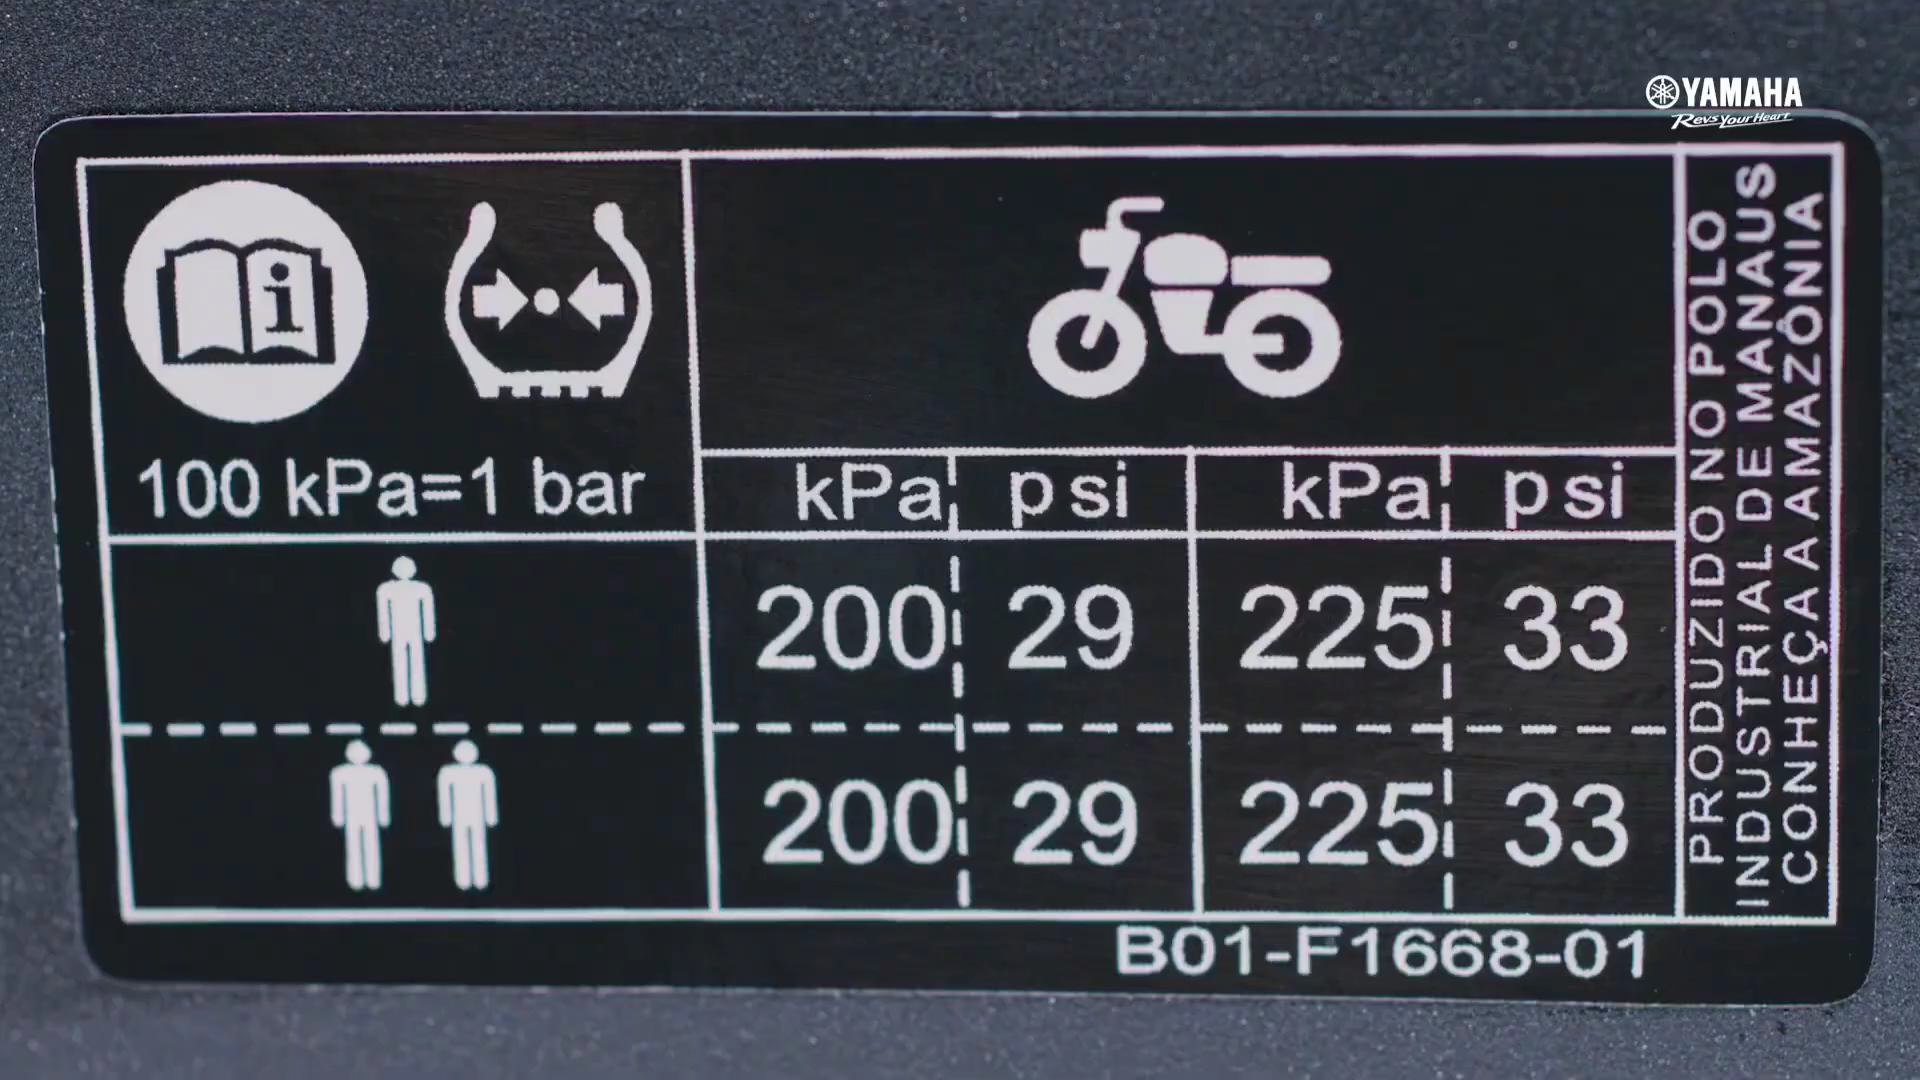 YAMAHA
Revs Your Heart
100 kPa=1 bar
kPa psi kPa psi
200 29 225 33
200 29 225 33
PRODUZIDO NO POLO
INDUSTRIAL DE MANAUS
CONHEÇA A AMAZÔNIA
B01-F1668-01